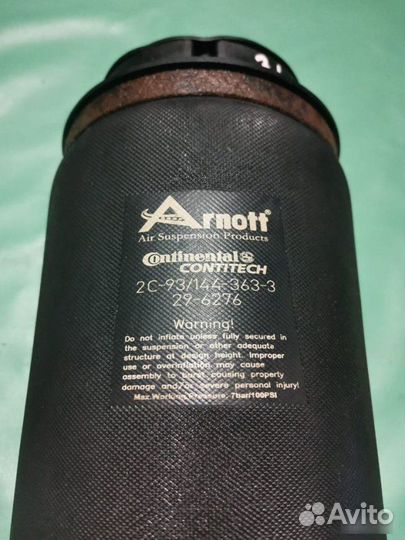 21
Arnott
Air Suspension Products
Continental
CONTITECH
2C-93/144-363-3
29-6276
Warning!
Do not inflate unless fully secured in
the suspension or other adequate
structure at design height. Improper
use or overinflation may cause
assembly to burst causing property
damage and/or severe personal injury!
Max.Working.Pressure. 7bar/100PSI
Avito